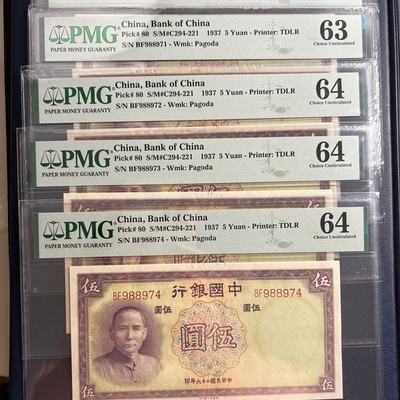 PMG
PAPER MONEY GUARANTY
China, Bank of China
Pick# 80 S/M#C294-221 1937 5 Yuan - Printer: TDLR
S/N BF988971 - Wmk: Pagoda
63
Choice Uncirculated
PMG
PAPER MONEY GUARANTY
China, Bank of China
Pick# 80 S/M#C294-221 1937 5 Yuan - Printer: TDLR
S/N BF988972 - Wmk: Pagoda
64
Choice Uncirculated
PMG
PAPER MONEY GUARANTY
China, Bank of China
Pick# 80 S/M#C294-221 1937 5 Yuan - Printer: TDLR
S/N BF988973 - Wmk: Pagoda
64
Choice Uncirculated
PMG
PAPER MONEY GUARANTY
China, Bank of China
Pick# 80 S/M#C294-221 1937 5 Yuan - Printer: TDLR
S/N BF988974 - Wmk: Pagoda
64
Choice Uncirculated
伍
行銀國中
伍
BF988974
圓伍
圓伍
BF988974
圓伍
伍
印年六十二國民華中
伍